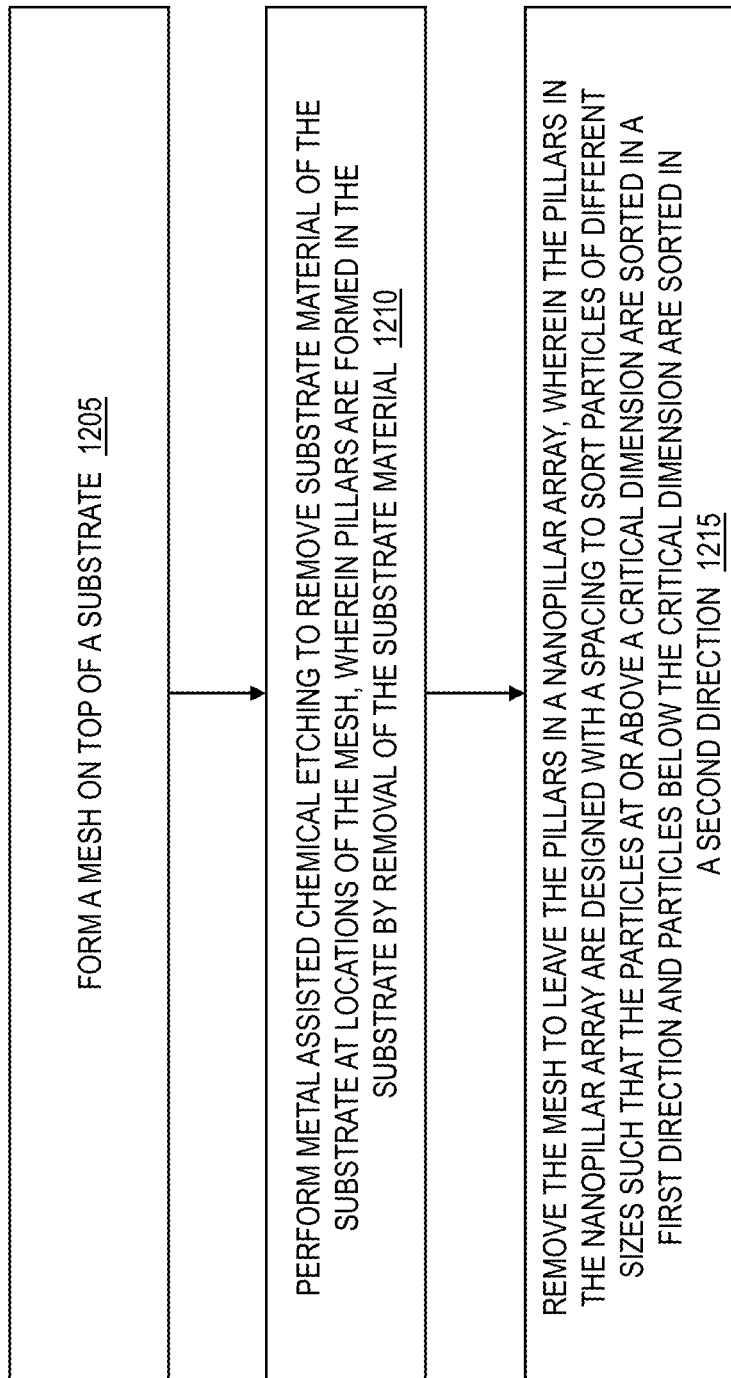 FORM A MESH ON TOP OF A SUBSTRATE 1205
PERFORM METAL ASSISTED CHEMICAL ETCHING TO REMOVE SUBSTRATE MATERIAL OF THE
SUBSTRATE AT LOCATIONS OF THE MESH, WHEREIN PILLARS ARE FORMED IN THE
SUBSTRATE BY REMOVAL OF THE SUBSTRATE MATERIAL 1210
REMOVE THE MESH TO LEAVE THE PILLARS IN A NANOPILLAR ARRAY, WHEREIN THE PILLARS IN
THE NANOPILLAR ARRAY ARE DESIGNED WITH A SPACING TO SORT PARTICLES OF DIFFERENT
SIZES SUCH THAT THE PARTICLES AT OR ABOVE A CRITICAL DIMENSION ARE SORTED IN A
FIRST DIRECTION AND PARTICLES BELOW THE CRITICAL DIMENSION ARE SORTED IN
A SECOND DIRECTION 1215